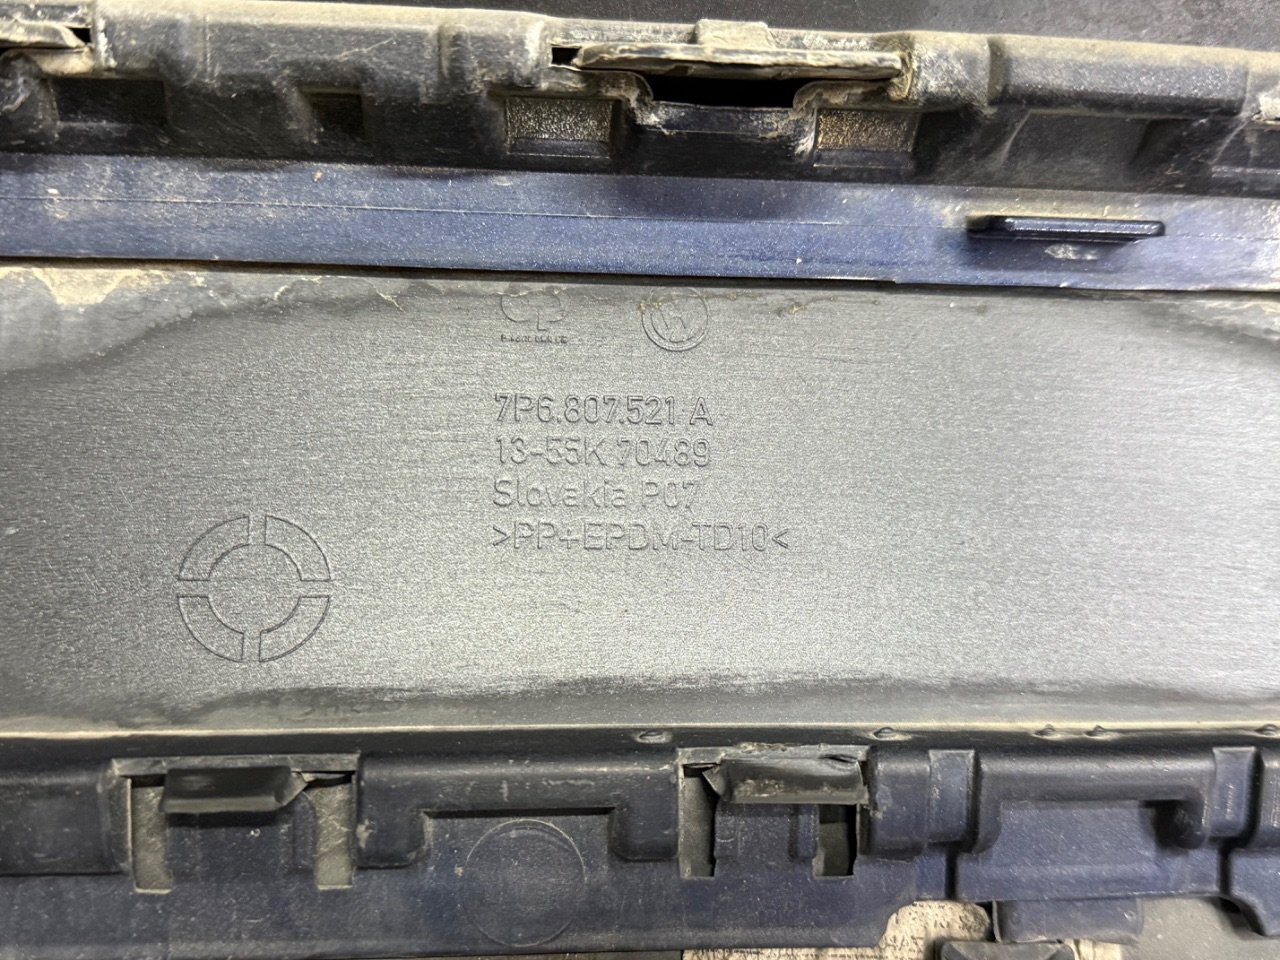 7P6.807.521 A
13-55K 70489
Slovakia P07
>PP+EPDM-TD10<